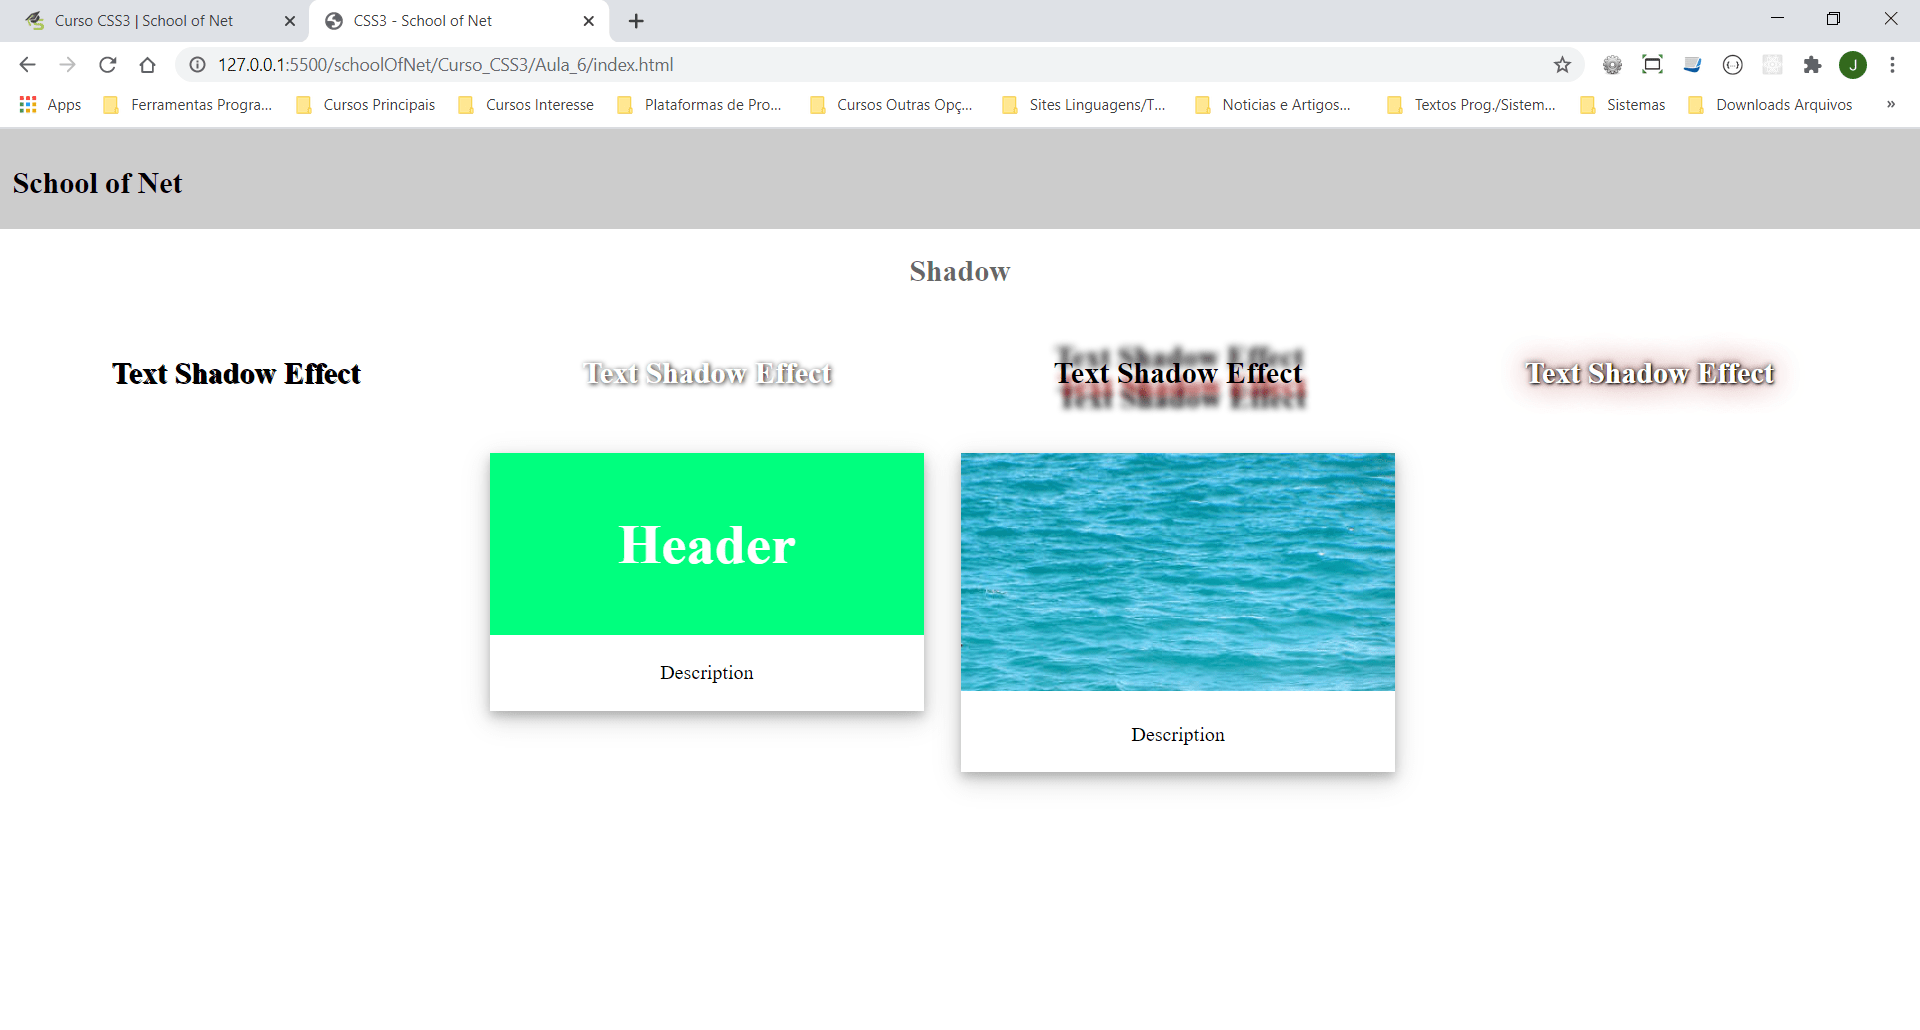 Curso CSS3 | School of Net
CSS3 - School of Net
127.0.0.1:5500/schoolOfNet/Curso_CSS3/Aula_6/index.html
J
Apps
Ferramentas Progra...
Cursos Principais
Cursos Interesse
Plataformas de Pro...
Cursos Outras Opç...
Sites Linguagens/T...
Noticias e Artigos...
Textos Prog./Sistem...
Sistemas
Downloads Arquivos
»
School of Net
Shadow
Text Shadow Effect
Text Shadow Effect
Text Shadow Effect
Text Shadow Effect
Header
Description
Description